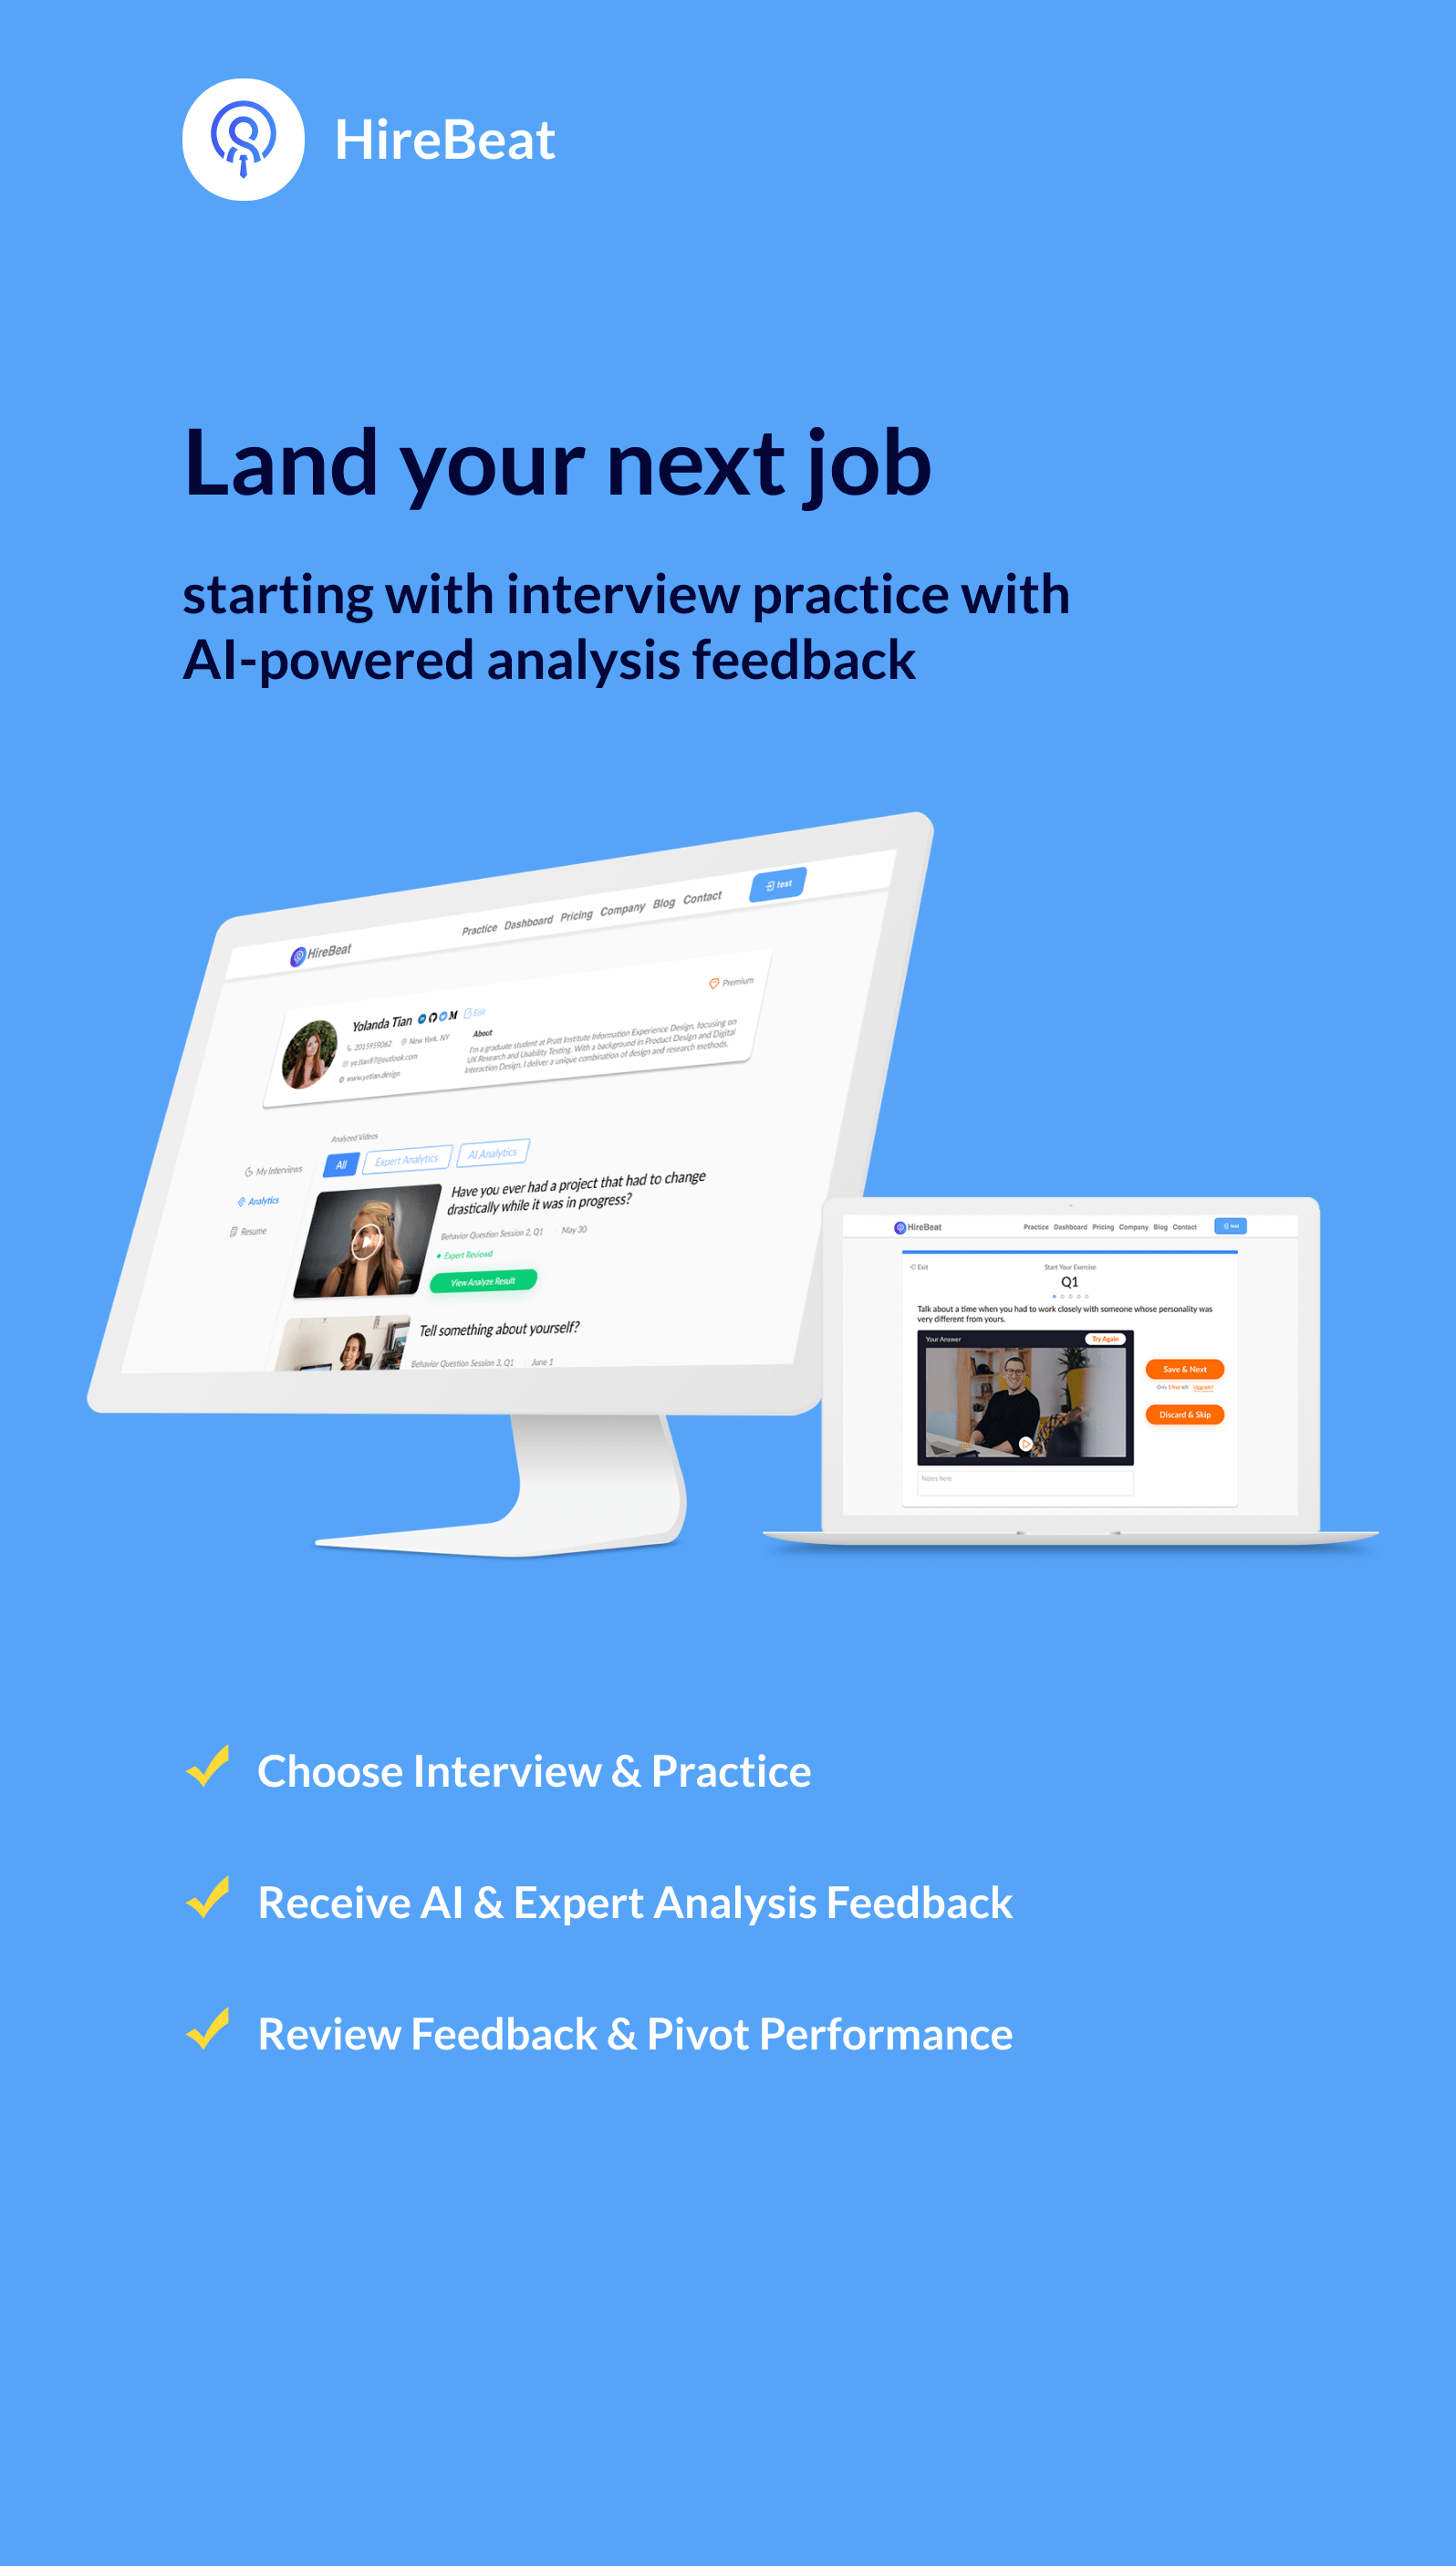 HireBeat
Land your next job
starting with interview practice with
AI-powered analysis feedback
HireBeat
Practice Dashboard Pricing Company Blog Contact
test
Premium
Yolanda Tian
M
Edit
2015959062
New York, NY
ye.tian97@outlook.com
www.yetian.design
About
I'm a graduate student at Pratt Institute Information Experience Design, focusing on
UX Research and Usability Testing. With a background in Product Design and Digital
Interaction Design, I deliver a unique combination of design and research methods.
My Interviews
Analytics
Resume
Analyzed Videos
All
Expert Analytics
AI Analytics
Have you ever had a project that had to change
drastically while it was in progress?
Behavior Question Session 2, Q1
May 30
Expert Reviewd
View Analyze Result
Tell something about yourself?
Behavior Question Session 3, Q1
June 1
HireBeat
Practice Dashboard Pricing Company Blog Contact
test
Exit
Start Your Exercise
Q1
Talk about a time when you had to work closely with someone whose personality was
very different from yours.
Your Answer
Try Again
Save & Next
Only 5 free left Upgrade?
Discard & Skip
Notes here
Choose Interview & Practice
Receive AI & Expert Analysis Feedback
Review Feedback & Pivot Performance